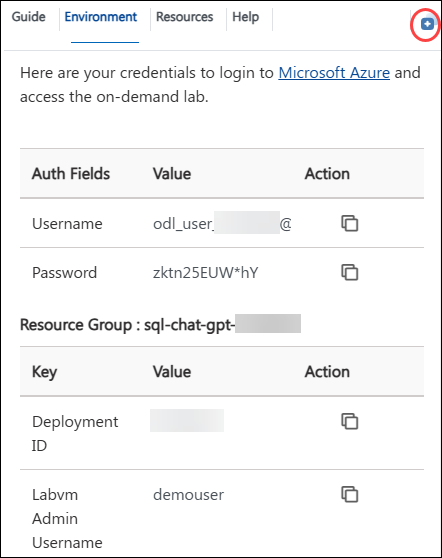 Guide Environment Resources Help
Here are your credentials to login to Microsoft Azure and
access the on-demand lab.
Auth Fields Value Action
Username odl_user_ @
Password zktn25EUW*hY
Resource Group : sql-chat-gpt-
Key Value Action
Deployment
ID
Labvm demouser
Admin
Username